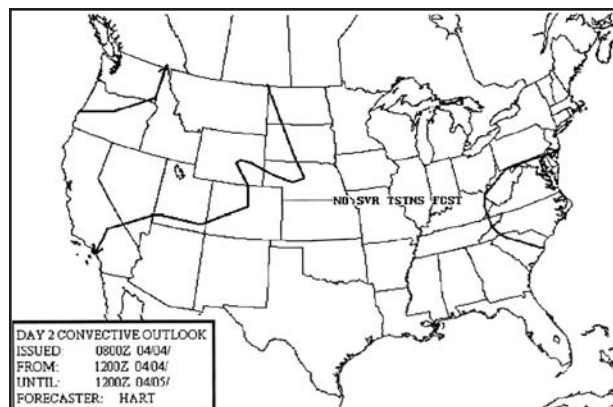 NO SVR TSTMS FCST
DAY 2 CONVECTIVE OUTLOOK
ISSUED: 0800Z 04/04/
FROM: 1200Z 04/04/
UNTIL: 1200Z 04/05/
FORECASTER: HART